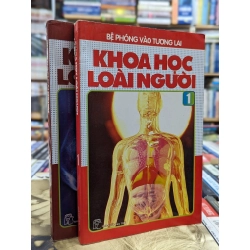 BỆ PHÓNG VÀO TƯƠNG LAI
KHOA HỌC
LOÀI NGƯỜI
1
K
L